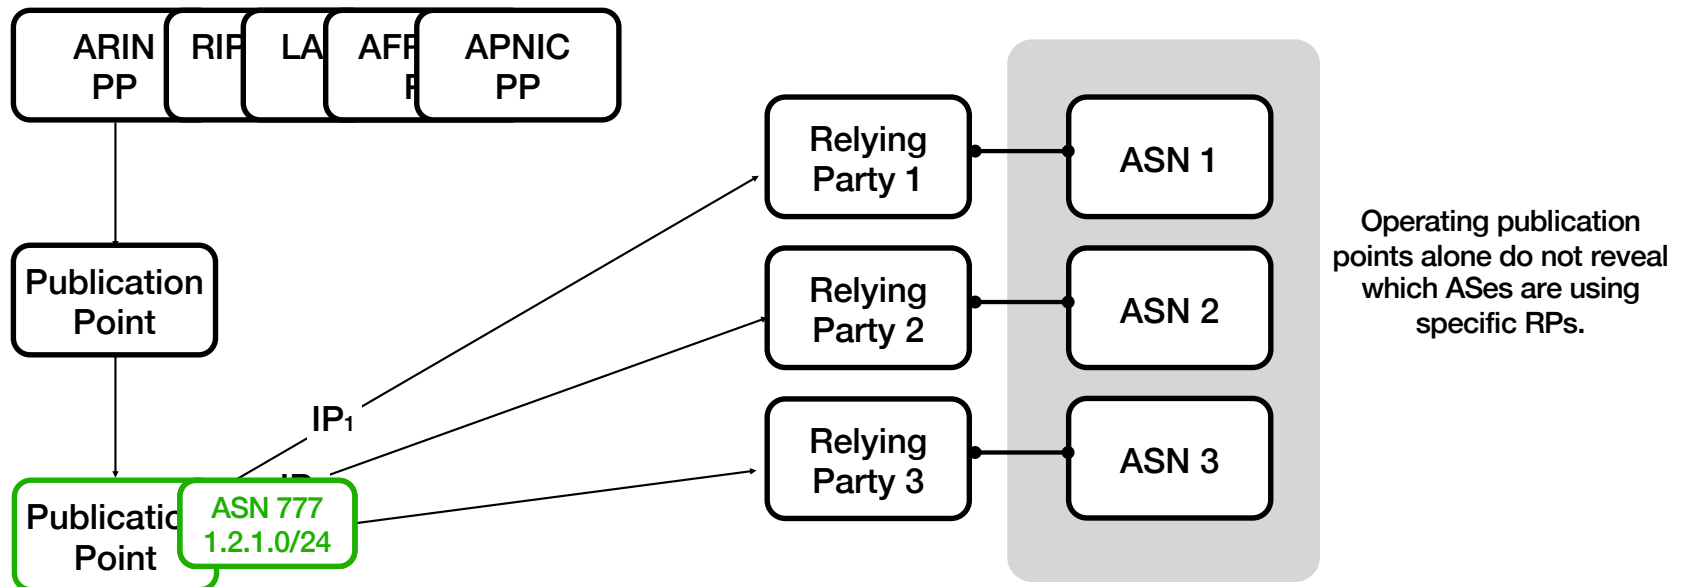 ARIN
PP
LA
APNIC
PP
Relying
Party 1
ASN 1
Operating publication
points alone do not reveal
which ASes are using
specific RPs.
Publication
Point
Relying
Party 2
ASN 2
IP1
Relying
Party 3
ASN 3
Point
ASN 777
1.2.1.0/24